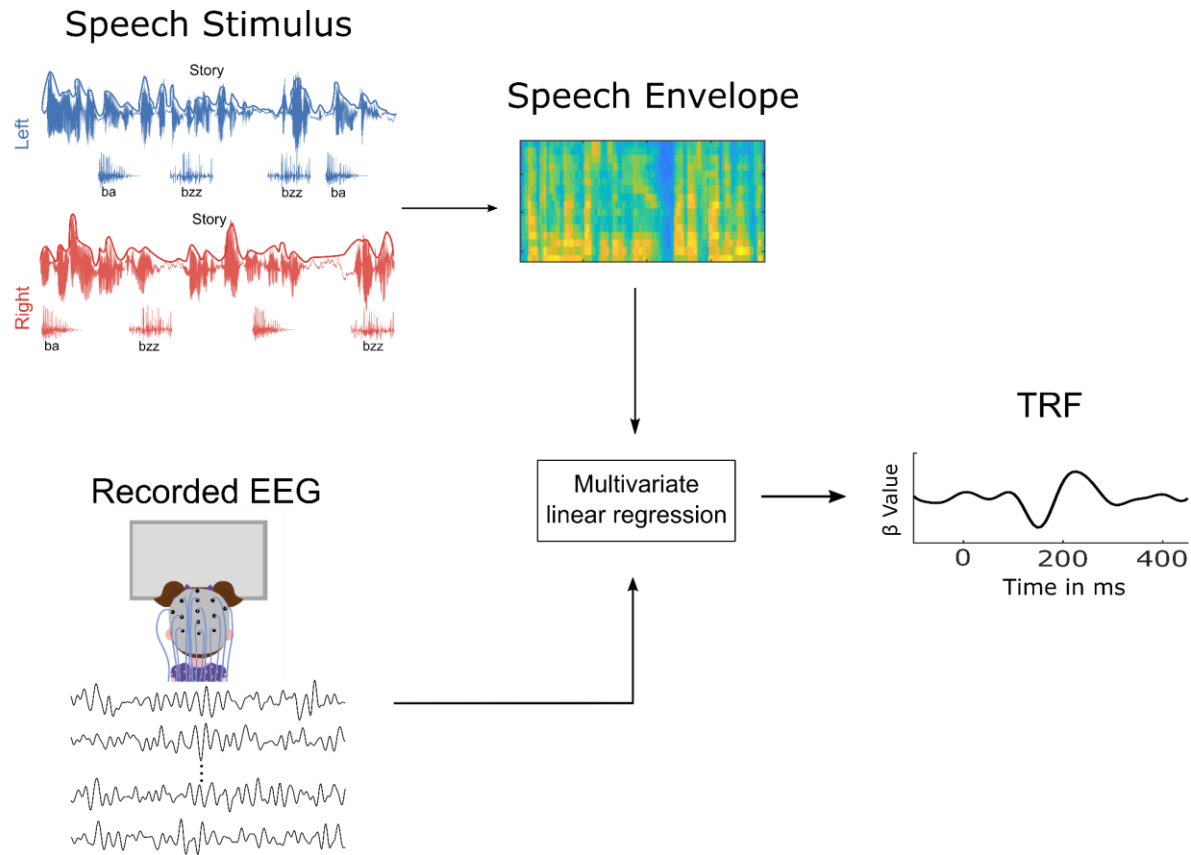 Speech Stimulus
Left
Story
ba
bzz
bzz
ba
Right
Story
ba
bzz
bzz
Speech Envelope
Recorded EEG
Multivariate
linear regression
TRF
β Value
0
200
400
Time in ms